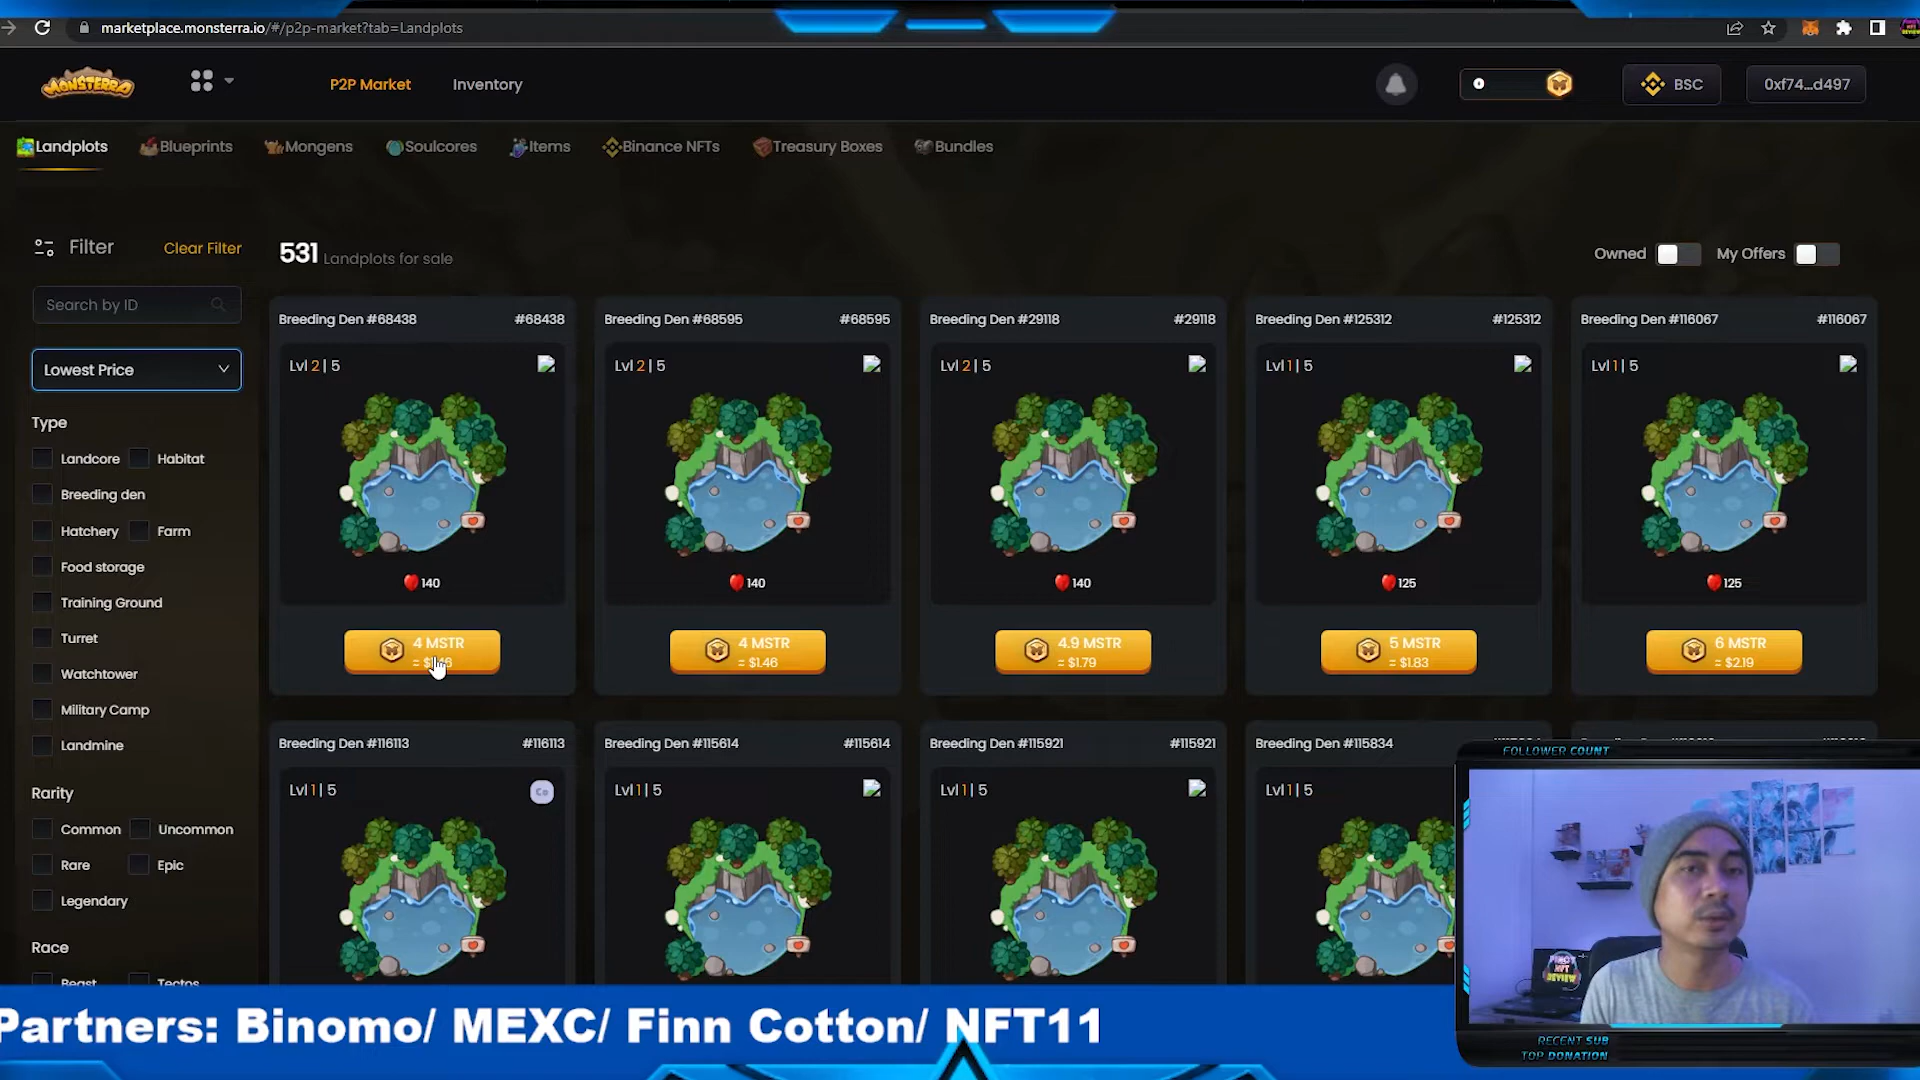 marketplace.monsterra.io/#/p2p-market?tab=Landplots
MONSTERRA
P2P Market
Inventory
0
BSC
0xf74...d497
Landplots
Blueprints
Mongens
Soulcores
Items
Binance NFTs
Treasury Boxes
Bundles
Filter
Clear Filter
531 Landplots for sale
Owned
My Offers
Search by ID
Lowest Price
Type
Landcore
Habitat
Breeding den
Hatchery
Farm
Food storage
Training Ground
Turret
Watchtower
Military Camp
Landmine
Rarity
Common
Uncommon
Rare
Epic
Legendary
Race
Beast
Tectos
Breeding Den #68438 #68438
Lvl 2 | 5
140
4 MSTR
Breeding Den #68595 #68595
Lvl 2 | 5
140
4 MSTR
= $1.46
Breeding Den #29118 #29118
Lvl 2 | 5
140
4.9 MSTR
= $1.79
Breeding Den #125312 #125312
Lvl 1 | 5
125
5 MSTR
= $1.83
Breeding Den #116067 #116067
Lvl 1 | 5
125
6 MSTR
= $2.19
Breeding Den #116113 #116113
Lvl 1 | 5
Co
Breeding Den #115614 #115614
Lvl 1 | 5
Breeding Den #115921 #115921
Lvl 1 | 5
Breeding Den #115834
Lvl 1 | 5
FOLLOWER COUNT
PINOY
NFT
REVIEW
RECENT SUB
TOP DONATION
Partners: Binomo/ MEXC/ Finn Cotton/ NFT11